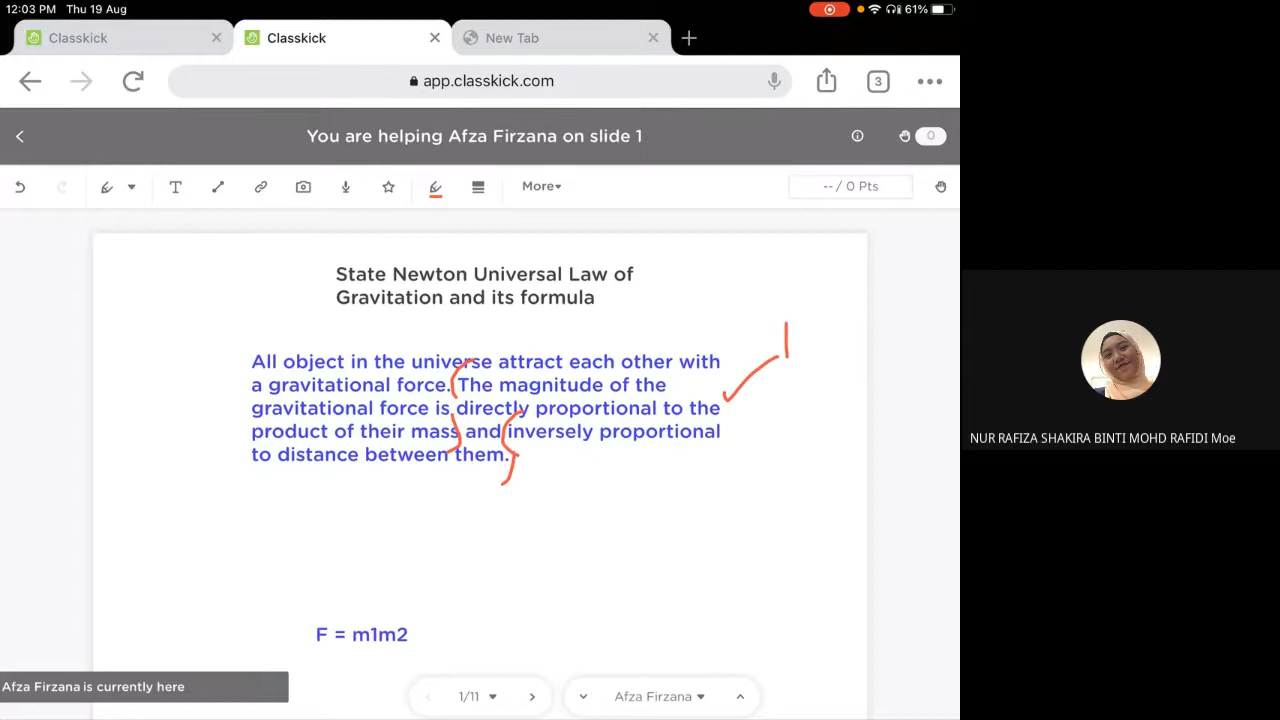 12:03 PM Thu 19 Aug
61%
Classkick
Classkick
New Tab
app.classkick.com
3
You are helping Afza Firzana on slide 1
0
T
More
-- / 0 Pts
State Newton Universal Law of
Gravitation and its formula
1
All object in the universe attract each other with
a gravitational force. The magnitude of the
gravitational force is directly proportional to the
product of their mass and inversely proportional
to distance between them.
NUR RAFIZA SHAKIRA BINTI MOHD RAFIDI Moe
F = m1m2
Afza Firzana is currently here
1/11
Afza Firzana